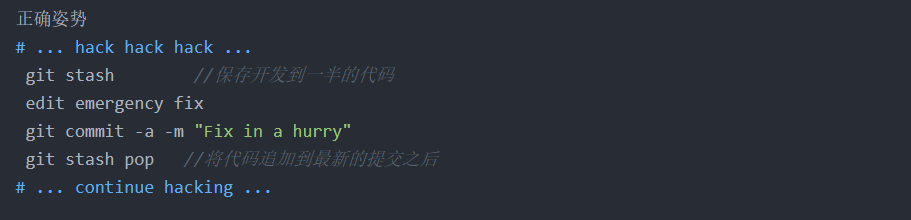 正确姿势
# ... hack hack hack ...
git stash        //保存开发到一半的代码
edit emergency fix
git commit -a -m "Fix in a hurry"
git stash pop   //将代码追加到最新的提交之后
# ... continue hacking ...